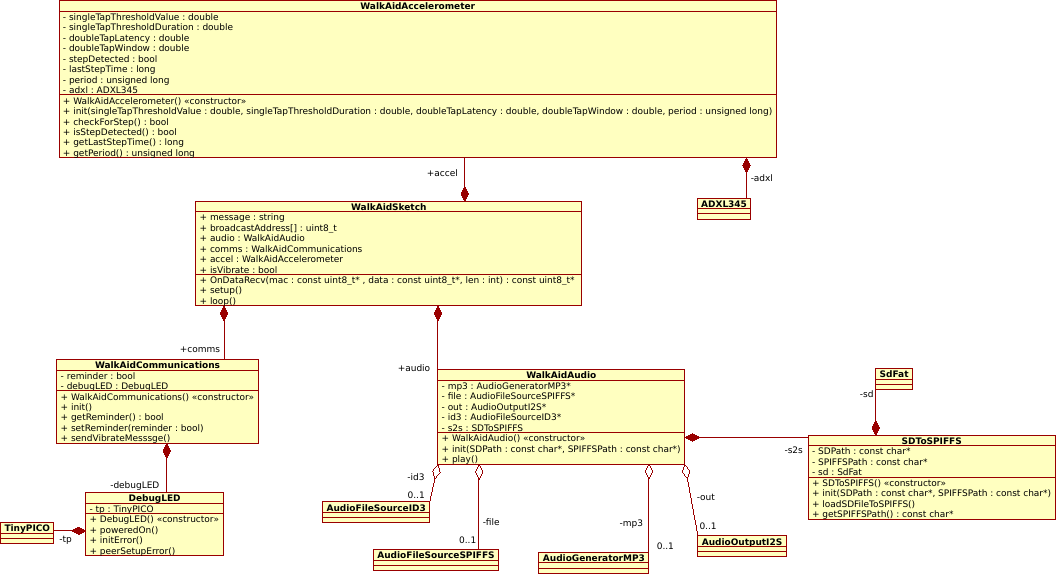 WalkAidAccelerometer
- singleTapThresholdValue : double
- singleTapThresholdDuration : double
- doubleTapLatency : double
- doubleTapWindow : double
- stepDetected : bool
- lastStepTime : long
- period : unsigned long
- adxl : ADXL345
+ WalkAidAccelerometer() «constructor»
+ init(singleTapThresholdValue : double, singleTapThresholdDuration : double, doubleTapLatency : double, doubleTapWindow : double, period : unsigned long)
+ checkForStep() : bool
+ isStepDetected() : bool
+ getLastStepTime() : long
+ getPeriod() : unsigned long
+accel
-adxl
ADXL345
WalkAidSketch
+ message : string
+ broadcastAddress[] : uint8_t
+ audio : WalkAidAudio
+ comms : WalkAidCommunications
+ accel : WalkAidAccelerometer
+ isVibrate : bool
+ OnDataRecv(mac : const uint8_t* , data : const uint8_t*, len : int) : const uint8_t*
+ setup()
+ loop()
+comms
+audio
WalkAidCommunications
- reminder : bool
- debugLED : DebugLED
+ WalkAidCommunications() «constructor»
+ init()
+ getReminder() : bool
+ setReminder(reminder : bool)
+ sendVibrateMesssge()
-debugLED
DebugLED
- tp : TinyPICO
+ DebugLED() «constructor»
+ poweredOn()
+ initError()
+ peerSetupError()
TinyPICO
-tp
WalkAidAudio
- mp3 : AudioGeneratorMP3*
- file : AudioFileSourceSPIFFS*
- out : AudioOutputI2S*
- id3 : AudioFileSourceID3*
- s2s : SDToSPIFFS
+ WalkAidAudio() «constructor»
+ init(SDPath : const char*, SPIFFSPath : const char*)
+ play()
SdFat
-sd
-s2s
SDToSPIFFS
- SDPath : const char*
- SPIFFSPath : const char*
- sd : SdFat
+ SDToSPIFFS() «constructor»
+ init(SDPath : const char*, SPIFFSPath : const char*)
+ loadSDFileToSPIFFS()
+ getSPIFFSPath() : const char*
-id3
0..1
AudioFileSourceID3
-file
0..1
AudioFileSourceSPIFFS
-mp3
0..1
AudioGeneratorMP3
-out
0..1
AudioOutputI2S